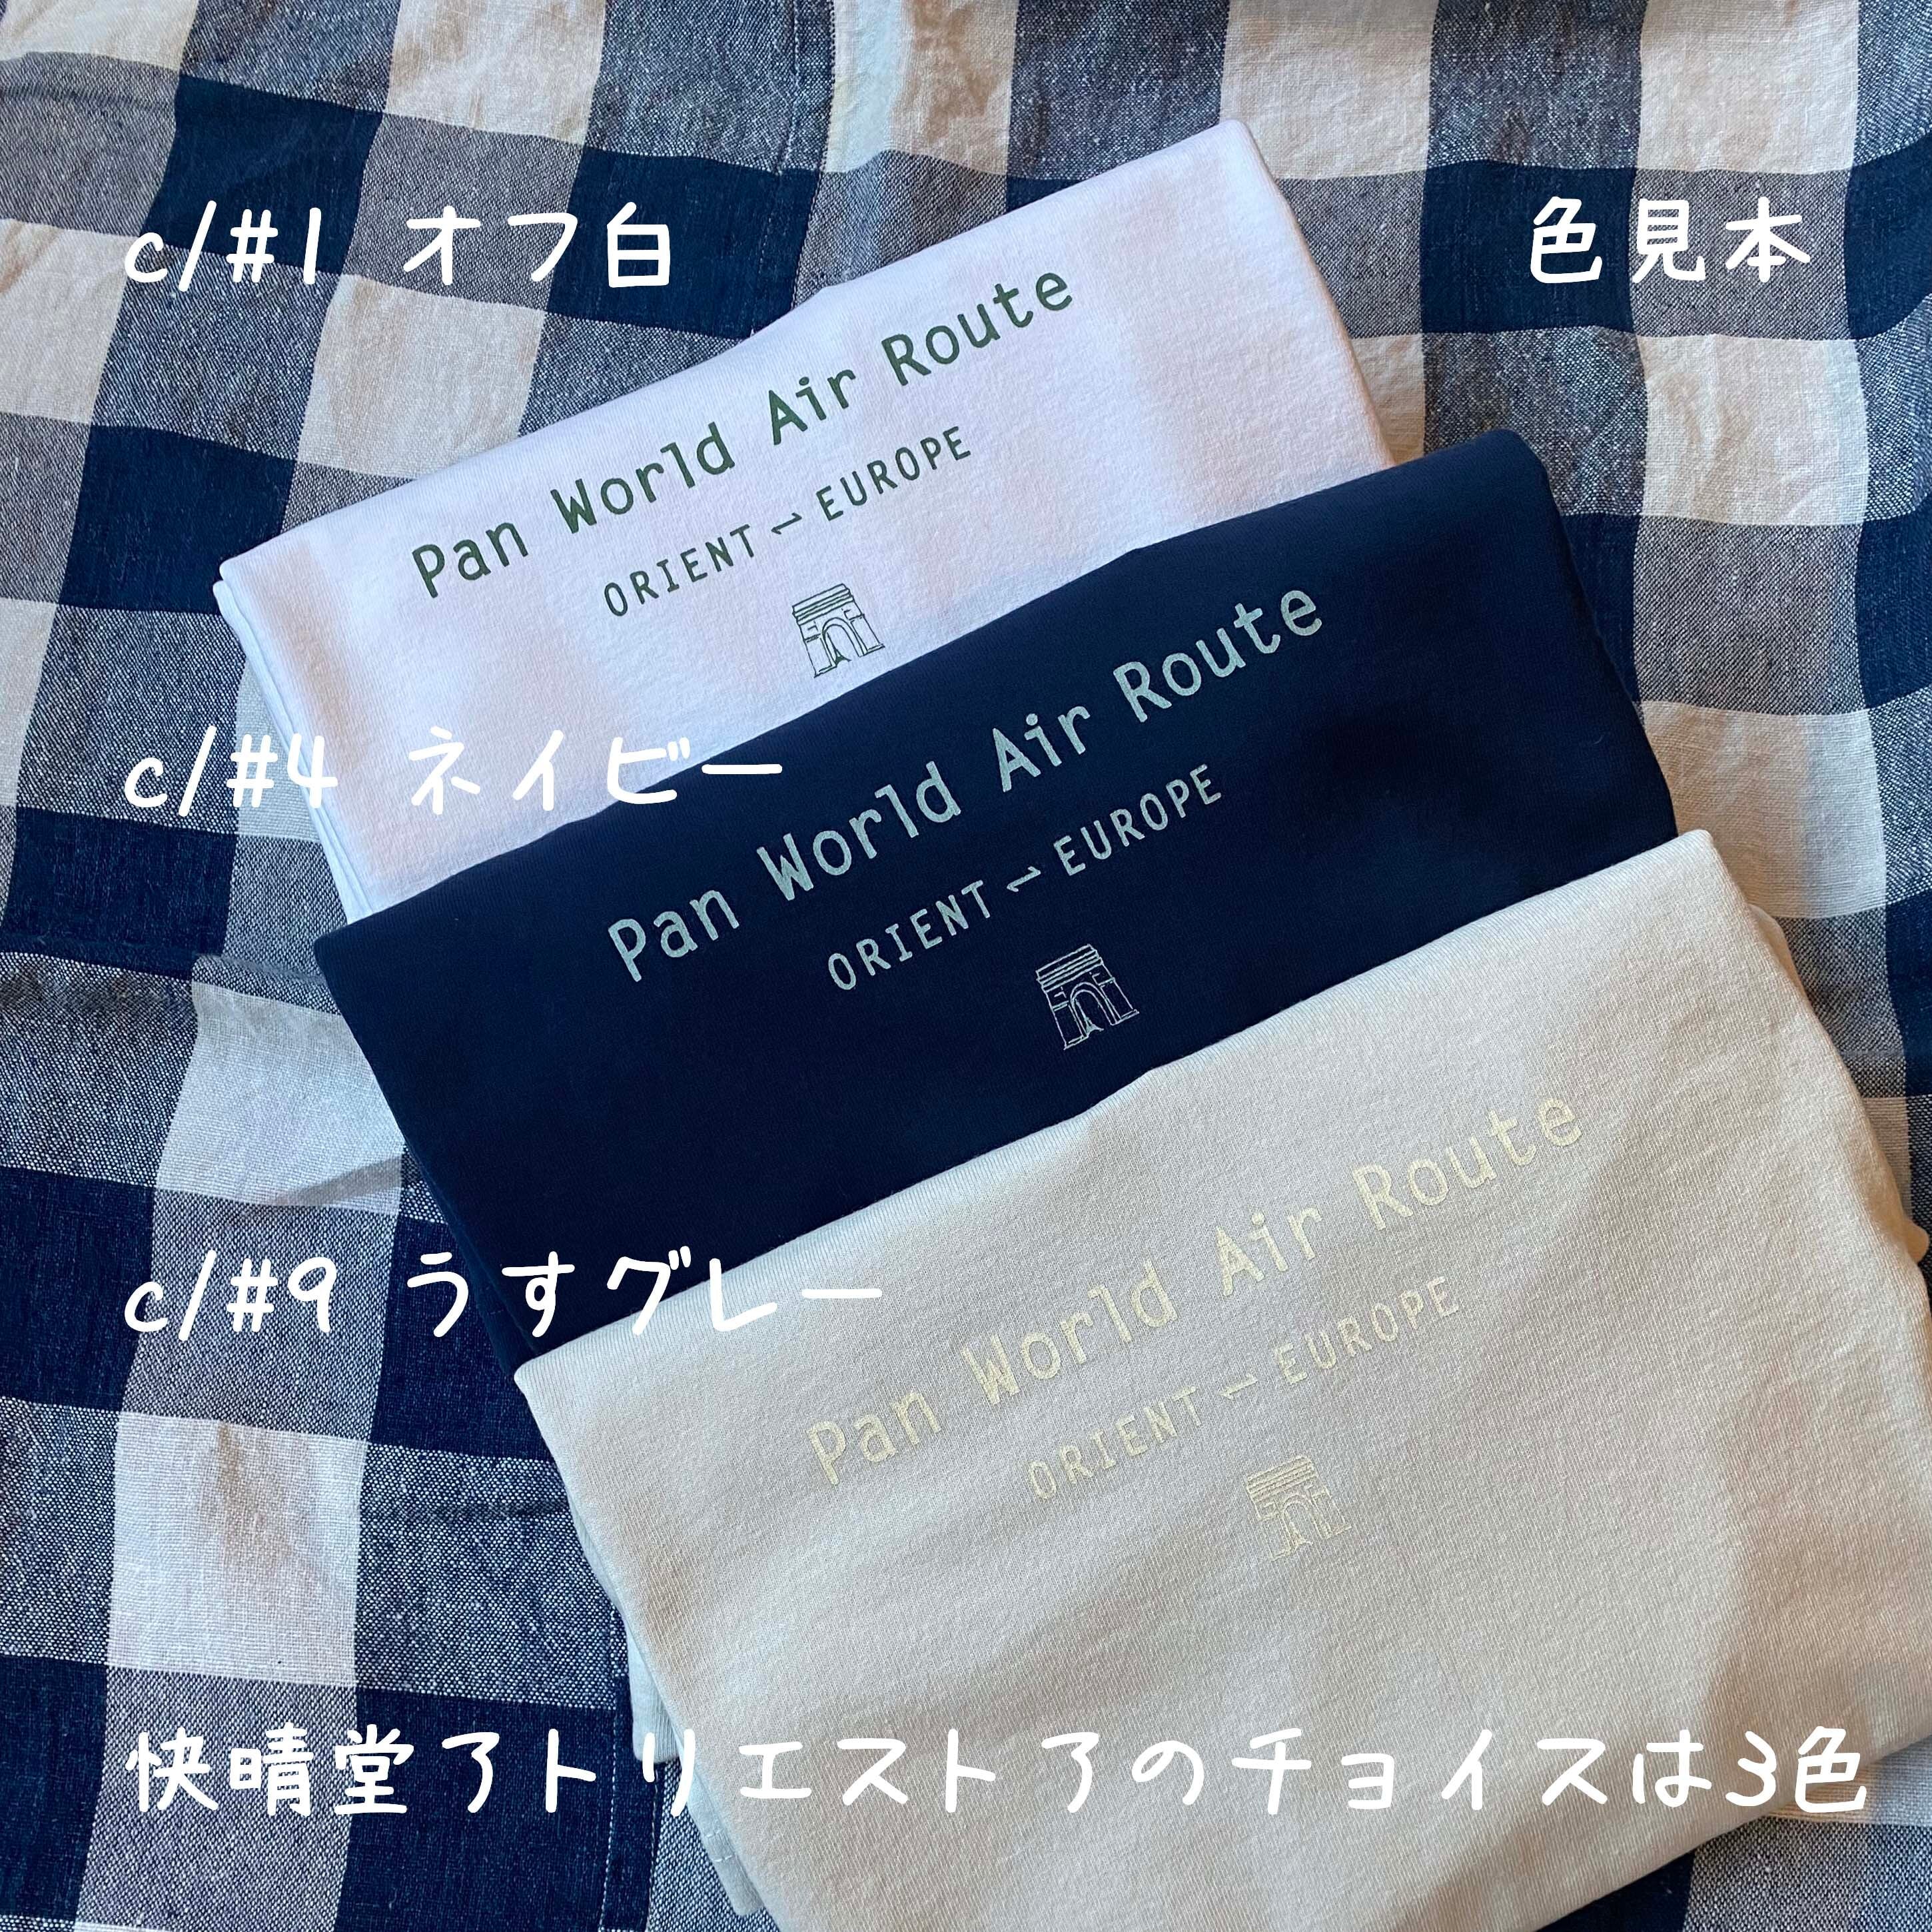 c/#1 オフ白
色見本
Pan World Air Route
ORIENT ⇌ EUROPE
c/#4 ネイビー
Pan World Air Route
ORIENT ⇌ EUROPE
c/#9 うすグレー
Pan World Air Route
ORIENT ⇌ EUROPE
快晴堂アトリエストアのチョイスは3色